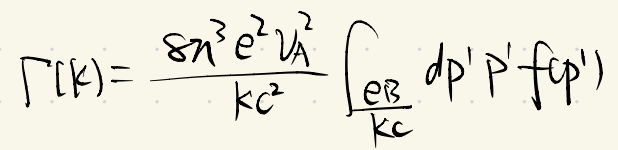 Γ(k) = \frac{8π^3 e^2 V_A^2}{kc^2} \int_{\frac{eB}{kc}} dp' p' f(p')